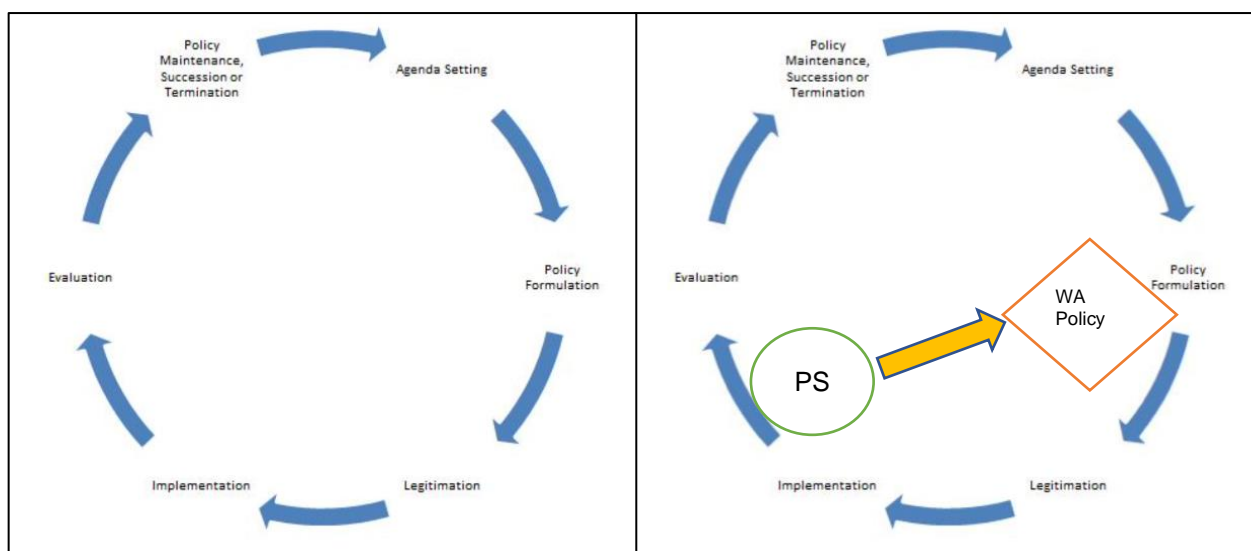 Policy
Maintenance,
Succession or
Termination
Agenda Setting
Policy
Formulation
Legitimation
Implementation
Evaluation
Policy
Maintenance,
Succession or
Termination
Agenda Setting
Policy
Formulation
WA
Policy
Legitimation
Implementation
PS
Evaluation